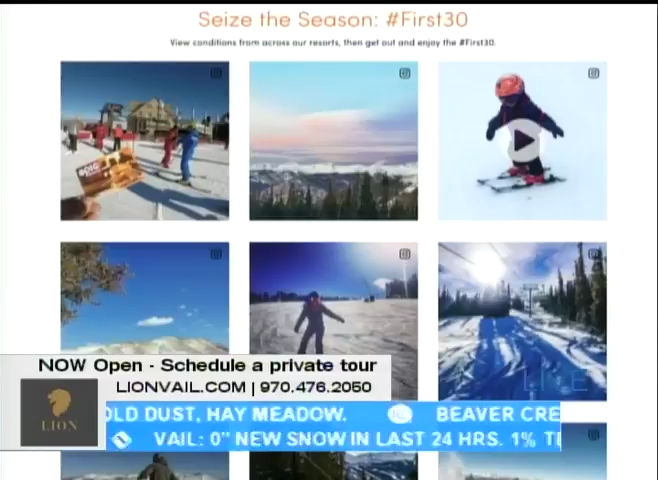 Seize the Season: #First30
View conditions from across our resorts, then get out and enjoy the #First30.
NOW Open - Schedule a private tour
LIONVAIL.COM | 970.476.2050
LION
OLD DUST, HAY MEADOW. BEAVER CRE
VAIL: 0" NEW SNOW IN LAST 24 HRS. 1% TE
LIFE